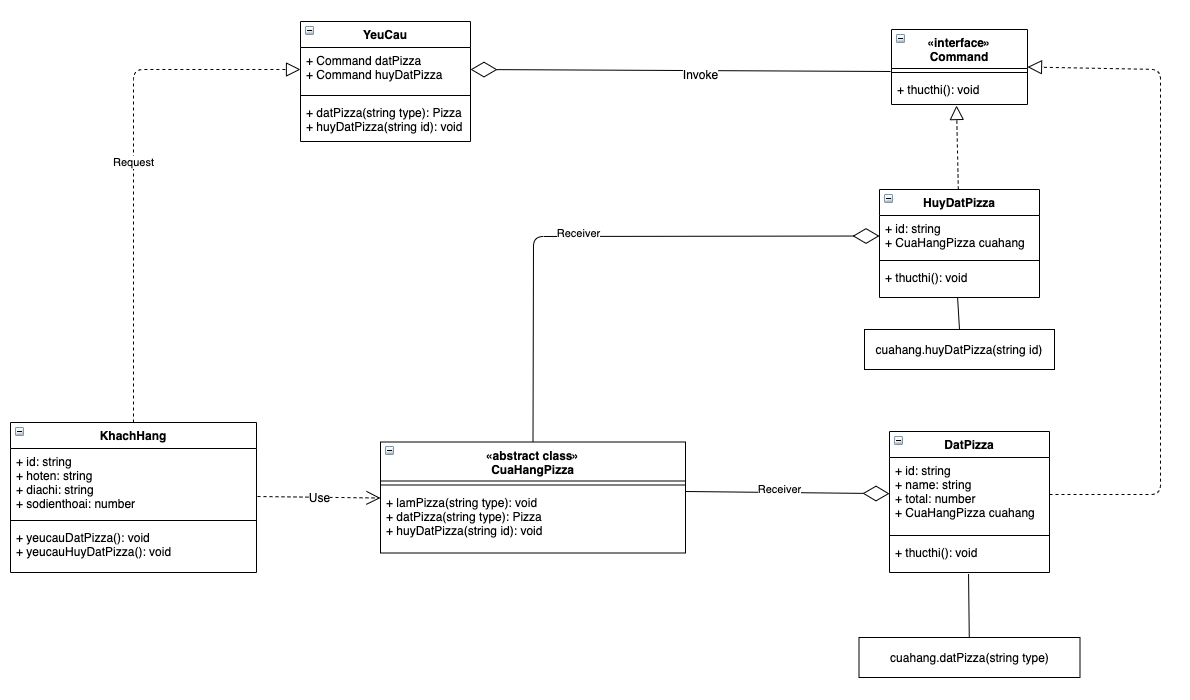 YeuCau
+ Command datPizza
+ Command huyDatPizza
+ datPizza(string type): Pizza
+ huyDatPizza(string id): void
«interface»
Command
+ thucthi(): void
Invoke
Request
HuyDatPizza
+ id: string
+ CuaHangPizza cuahang
+ thucthi(): void
Receiver
cuahang.huyDatPizza(string id)
KhachHang
+ id: string
+ hoten: string
+ diachi: string
+ sodienthoai: number
+ yeucauDatPizza(): void
+ yeucauHuyDatPizza(): void
Use
«abstract class»
CuaHangPizza
+ lamPizza(string type): void
+ datPizza(string type): Pizza
+ huyDatPizza(string id): void
Receiver
DatPizza
+ id: string
+ name: string
+ total: number
+ CuaHangPizza cuahang
+ thucthi(): void
cuahang.datPizza(string type)